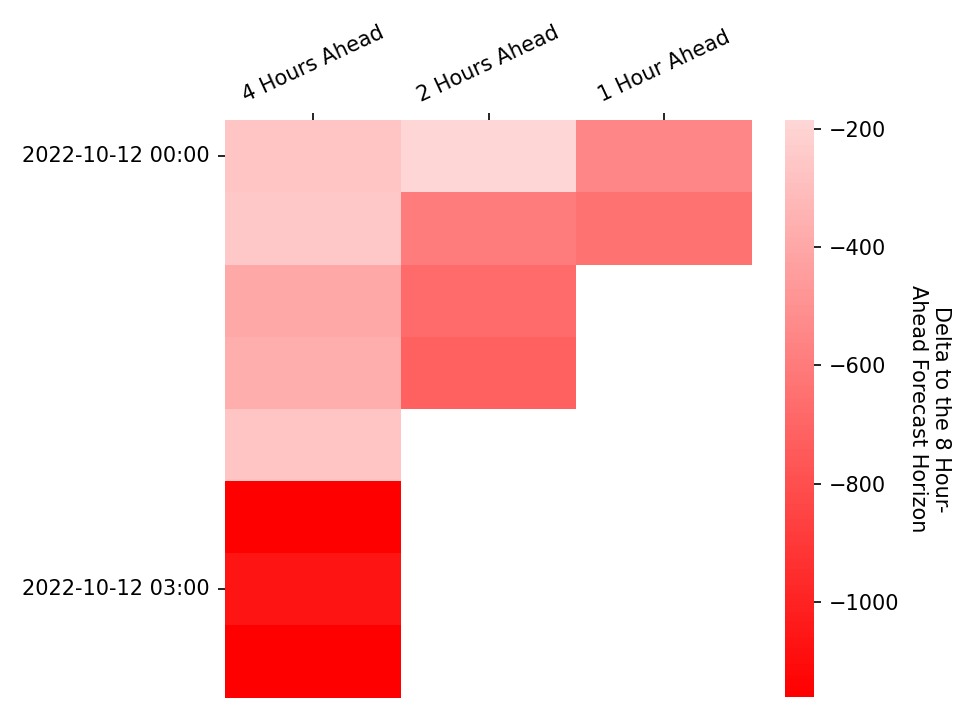 4 Hours Ahead
2 Hours Ahead
1 Hour Ahead
2022-10-12 00:00
2022-10-12 03:00
−200
−400
−600
−800
−1000
Delta to the 8 Hour-
Ahead Forecast Horizon